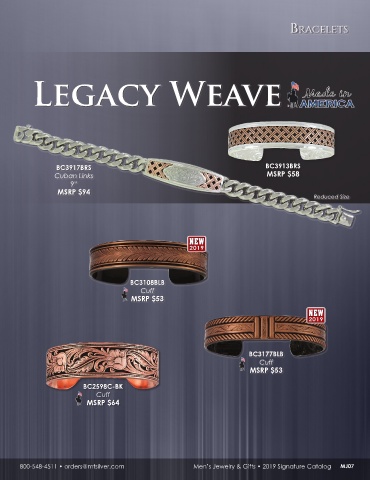 Bracelets
Legacy Weave
Made in
AMERICA
BC3917BRS
Cuban Links
9"
MSRP $94
BC3913BRS
MSRP $58
Reduced Size
NEW
2019
BC3108BLB
Cuff
MSRP $53
NEW
2019
BC3177BLB
Cuff
MSRP $53
BC259BC-BK
Cuff
MSRP $64
800-548-4511 • orders@mtsilver.com
Men's Jewelry & Gifts • 2019 Signature Catalog MJ07